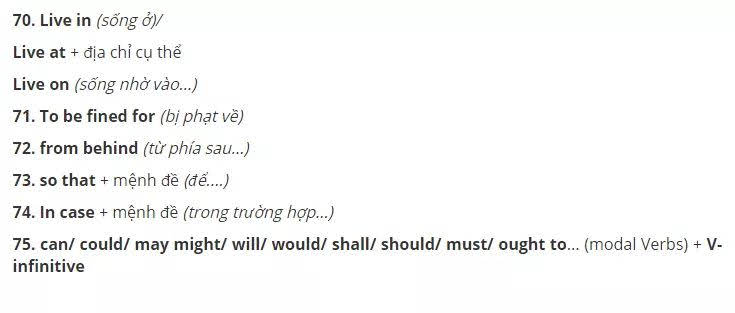 70. Live in (sống ở)/
Live at + địa chỉ cụ thể
Live on (sống nhờ vào...)
71. To be fined for (bị phạt về)
72. from behind (từ phía sau...)
73. so that + mệnh đề (để....)
74. In case + mệnh đề (trong trường hợp...)
75. can/ could/ may might/ will/ would/ shall/ should/ must/ ought to... (modal Verbs) + V-
infinitive